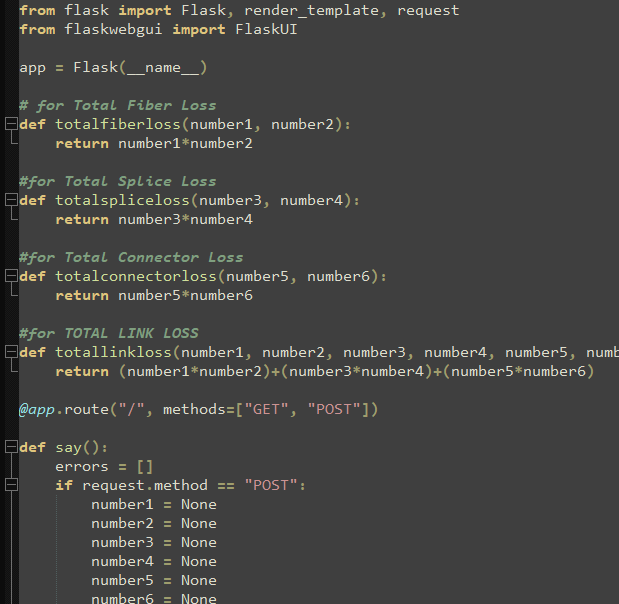 from flask import Flask, render_template, request
from flaskwebgui import FlaskUI
app = Flask(__name__)
# for Total Fiber Loss
def totalfiberloss(number1, number2):
return number1*number2
#for Total Splice Loss
def totalspliceloss(number3, number4):
return number3*number4
#for Total Connector Loss
def totalconnectorloss(number5, number6):
return number5*number6
#for TOTAL LINK LOSS
def totallinkloss(number1, number2, number3, number4, number5, numb
return (number1*number2)+(number3*number4)+(number5*number6)
@app.route("/", methods=["GET", "POST"])
def say():
errors = []
if request.method == "POST":
number1 = None
number2 = None
number3 = None
number4 = None
number5 = None
number6 = None